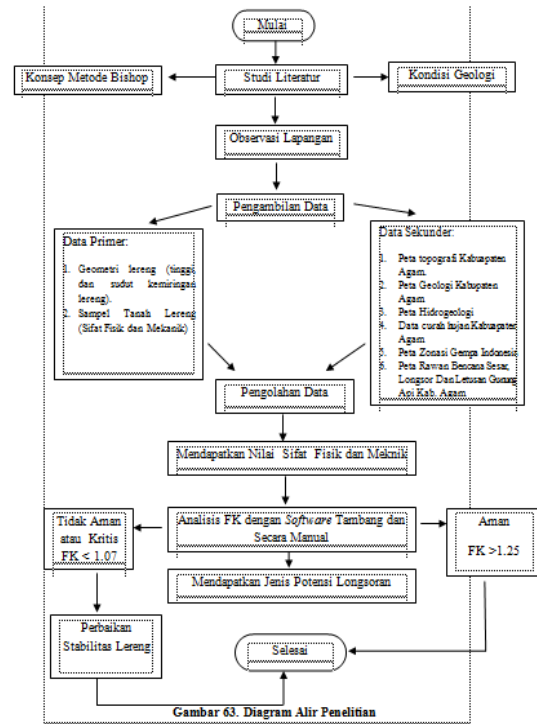 Mulai
Konsep Metode Bishop
Studi Literatur
Kondisi Geologi
Observasi Lapangan
Pengambilan Data
Data Primer:
1. Geometri lereng (tinggi,
dan sudut kemiringan
lereng).
2. Sampel Tanah Lereng
(Sifat Fisik dan Mekanik)
Data Sekunder:
1. Peta topografi Kabuapaten
Agam.
2. Peta Geologi Kabupaten
Agam
3. Peta Hidrogeologi
4. Data curah hujan Kabuapaten
Agam
5. Peta Zonasi Gempa Indonesia
6. Peta Rawan Bencana Sesar,
Longsor Dan Letusan Gunung
Api Kab. Agam
Pengolahan Data
Mendapatkan Nilai Sifat Fisik dan Meknik
Tidak Aman
atau Kritis
FK < 1.07
Analisis FK dengan Software Tambang dan
Secara Manual
Aman
FK >1.25
Mendapatkan Jenis Potensi Longsoran
Perbaikan
Stabilitas Lereng
Selesai
Gambar 63. Diagram Alir Penelitian